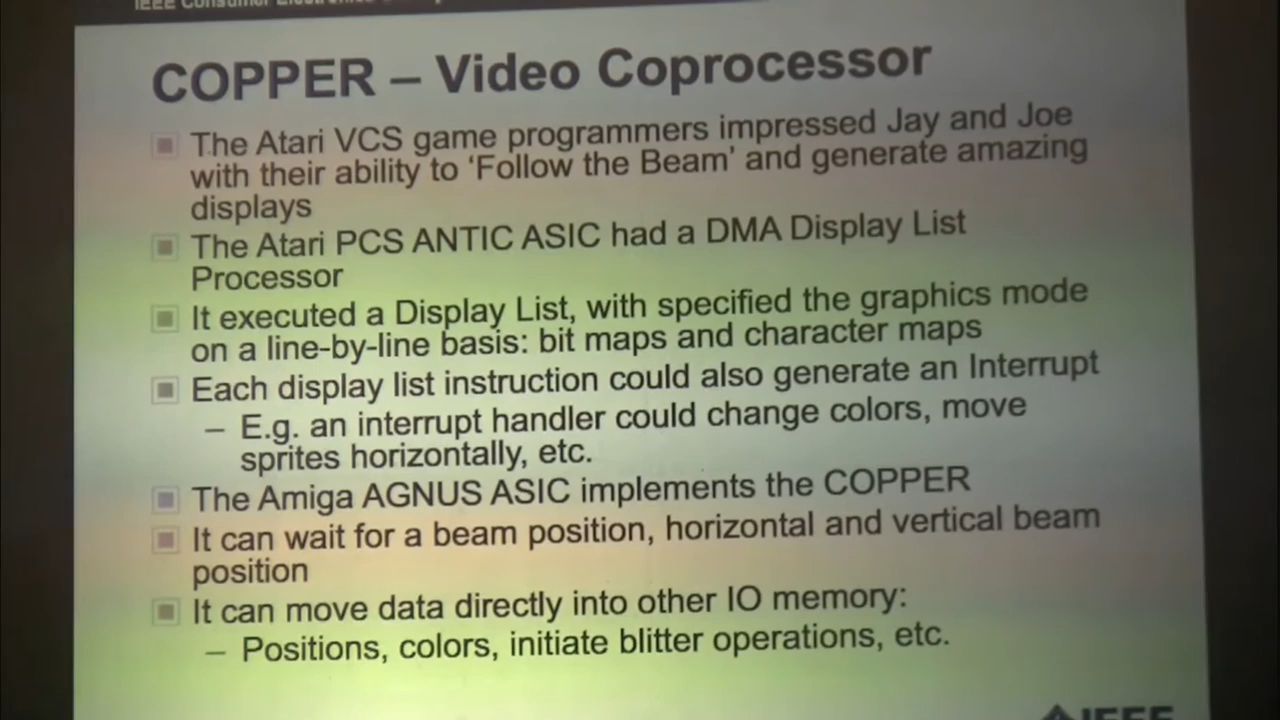 IEEE Consumer
COPPER – Video Coprocessor
The Atari VCS game programmers impressed Jay and Joe
with their ability to ‘Follow the Beam’ and generate amazing
displays
The Atari PCS ANTIC ASIC had a DMA Display List
Processor
It executed a Display List, with specified the graphics mode
on a line-by-line basis: bit maps and character maps
Each display list instruction could also generate an Interrupt
– E.g. an interrupt handler could change colors, move
sprites horizontally, etc.
The Amiga AGNUS ASIC implements the COPPER
It can wait for a beam position, horizontal and vertical beam
position
It can move data directly into other IO memory:
– Positions, colors, initiate blitter operations, etc.
IEEE